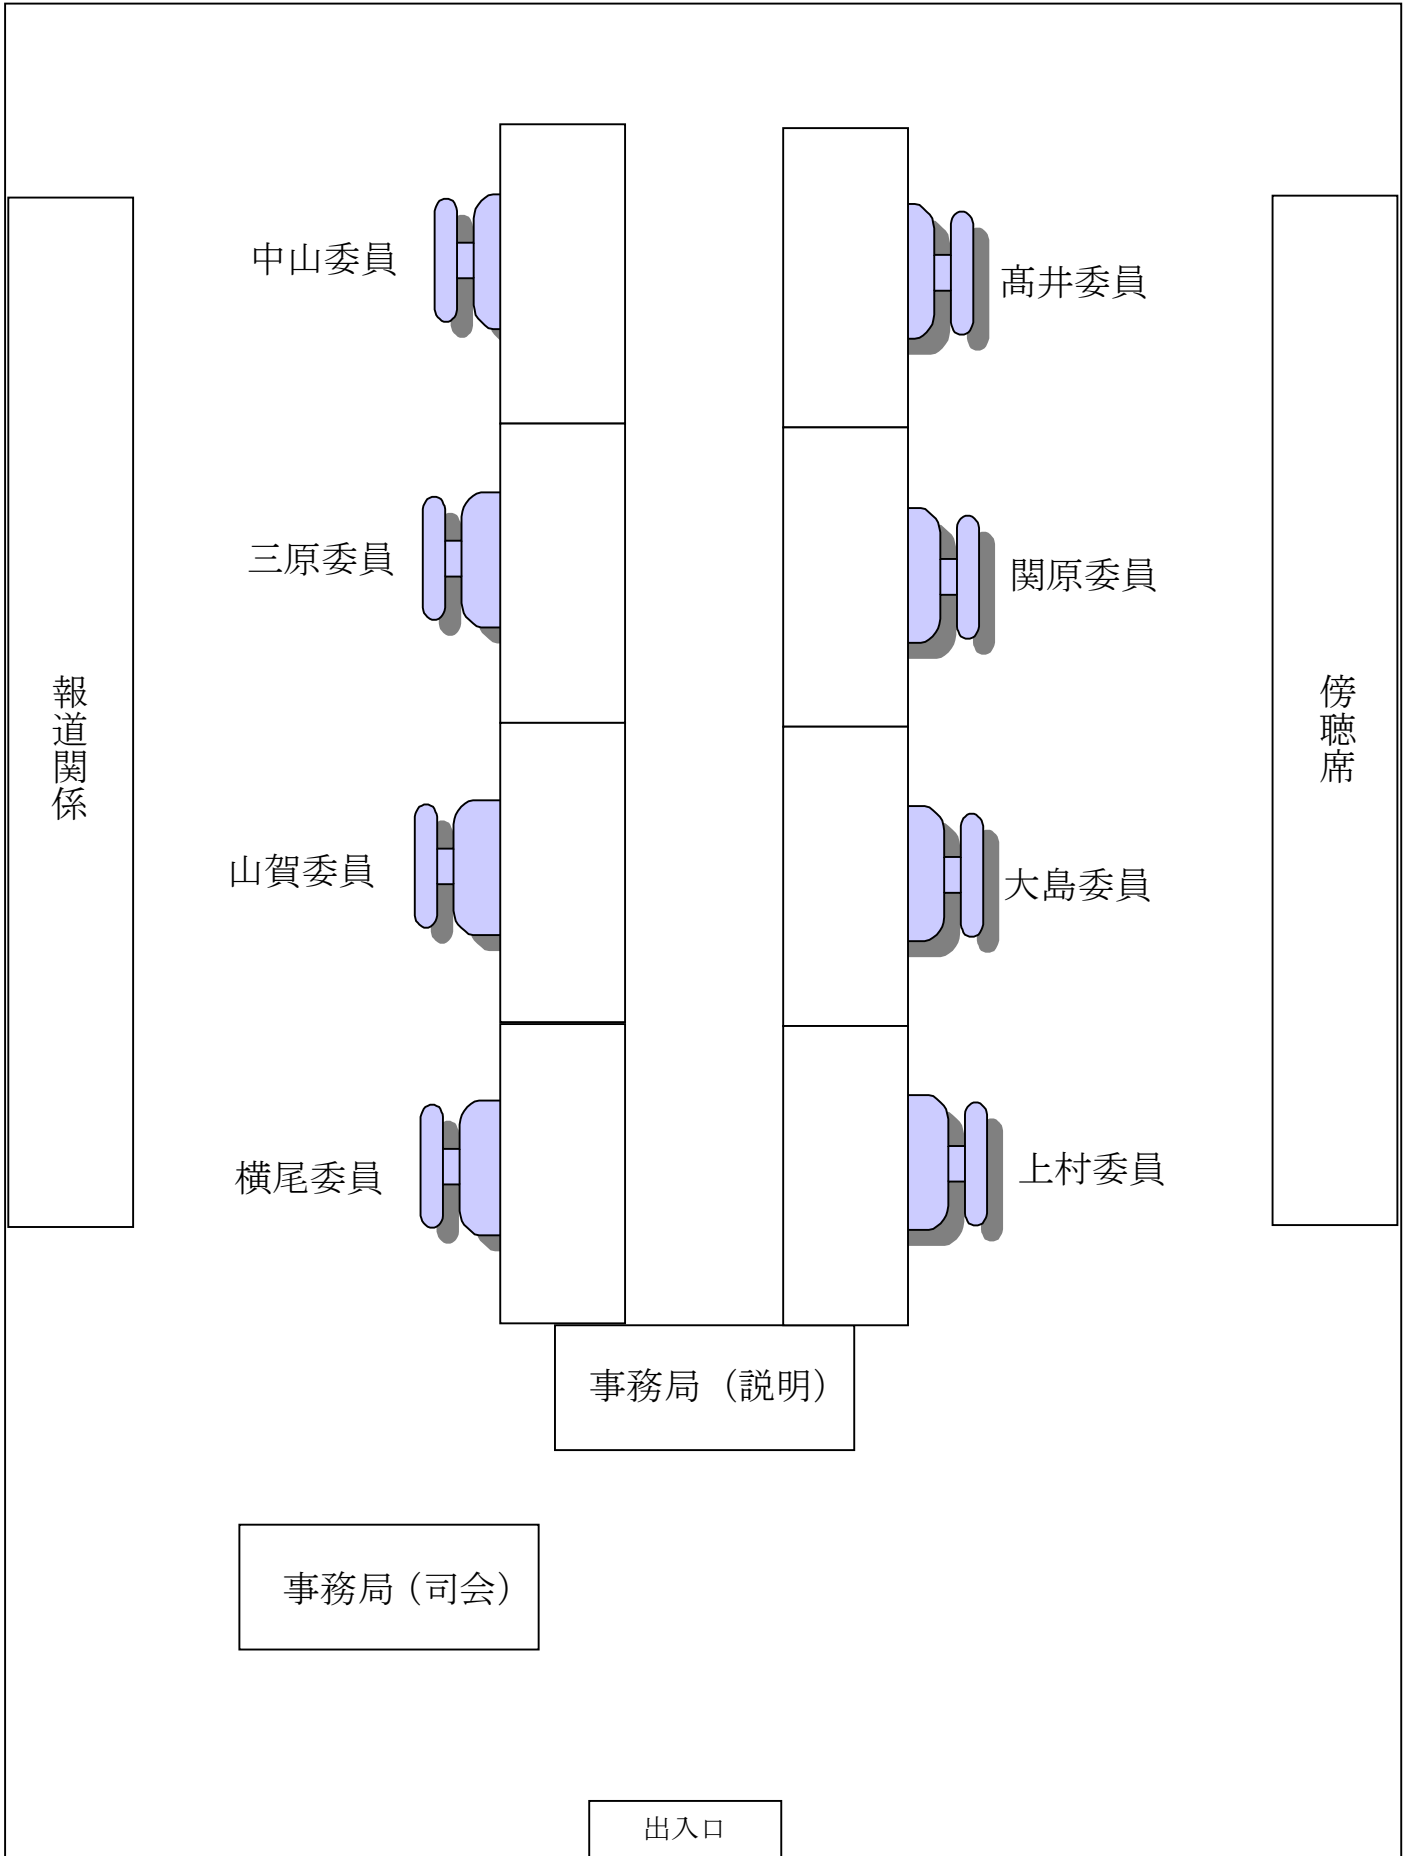 中山委員
髙井委員
三原委員
関原委員
報道関係
傍聴席
山賀委員
大島委員
横尾委員
上村委員
事務局（説明）
事務局（司会）
出入口